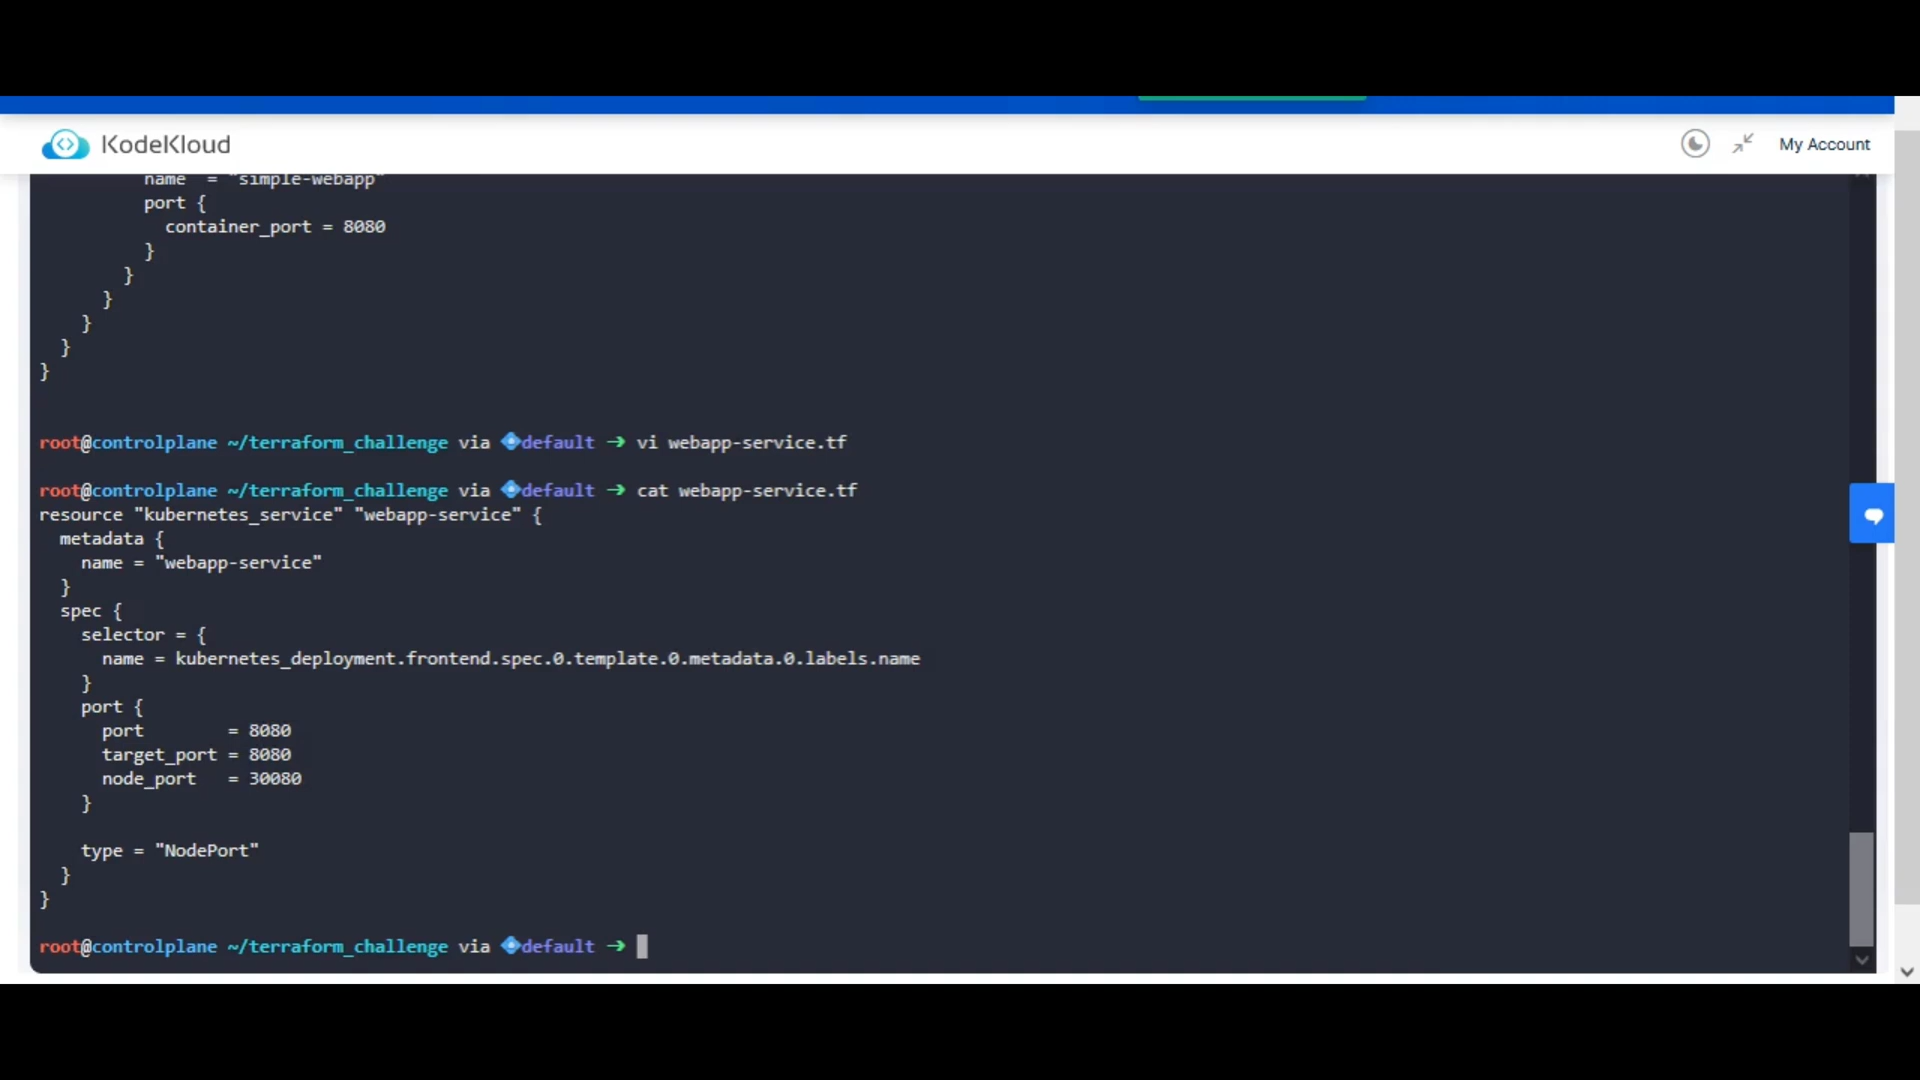 KodeKloud
My Account
name  = "simple-webapp"
port {
container_port = 8080
}
}
}
}
}
}
root@controlplane ~/terraform_challenge via default ➜ vi webapp-service.tf
root@controlplane ~/terraform_challenge via default ➜ cat webapp-service.tf
resource "kubernetes_service" "webapp-service" {
  metadata {
    name = "webapp-service"
  }
  spec {
    selector = {
      name = kubernetes_deployment.frontend.spec.0.template.0.metadata.0.labels.name
    }
    port {
      port        = 8080
      target_port = 8080
      node_port   = 30080
    }
    type = "NodePort"
  }
}
root@controlplane ~/terraform_challenge via default ➜